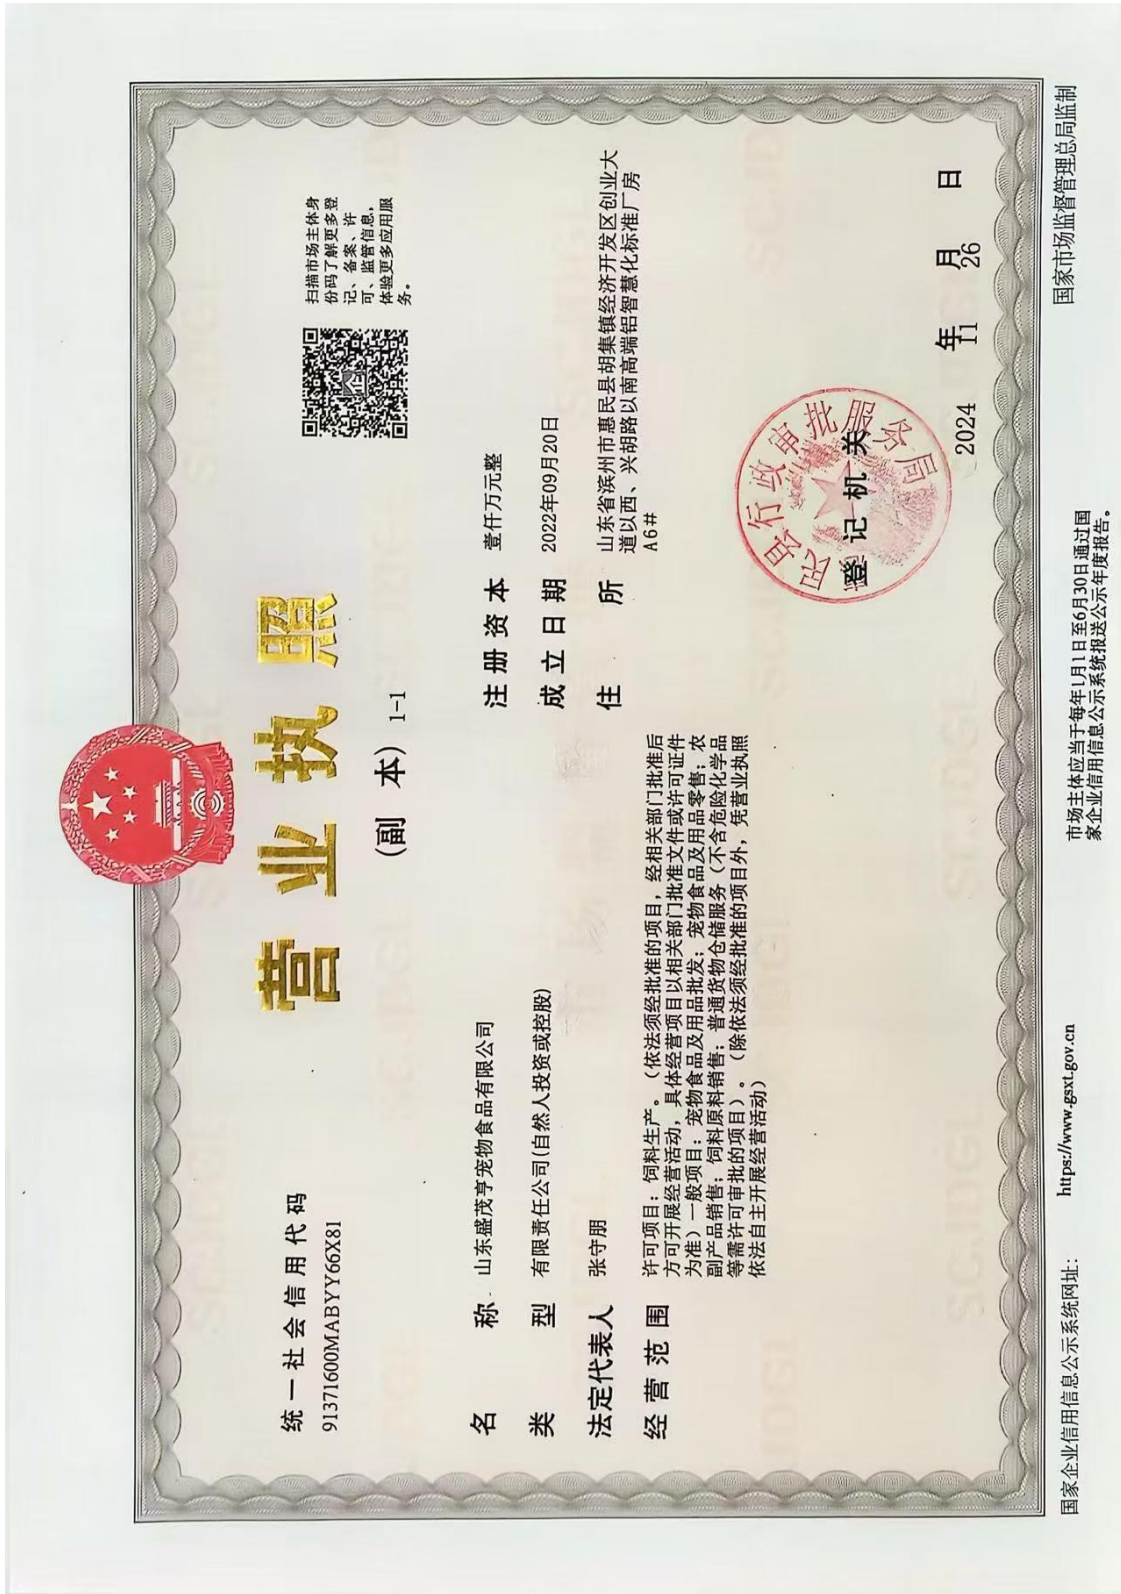 统一社会信用代码
91371600MABYY66X81
营业执照
(副 本) 1-1
扫描市场主体身
份码了解更多登
记、备案、许
可、监管信息,
体验更多应用服
务。
名 称 山东盛茂亨宠物食品有限公司
类 型 有限责任公司(自然人投资或控股)
法定代表人 张守朋
经营范围 许可项目:饲料生产。(依法须经批准的项目,经相关部门批准后
方可开展经营活动,具体经营项目以相关部门批准文件或许可证件
为准)一般项目:宠物食品及用品批发;宠物食品及用品零售;农
副产品销售;饲料原料销售;普通货物仓储服务(不含危险化学品
等需许可审批的项目)。(除依法须经批准的项目外,凭营业执照
依法自主开展经营活动)
注册资本 壹仟万元整
成立日期 2022年09月20日
住 所 山东省滨州市惠民县胡集镇经济开发区创业大
道以西、兴胡路以南高端铝智慧化标准厂房
A6#
民县行政审批服务局
登记机关
2024 年 11 月 26 日
国家企业信用信息公示系统网址: https://www.gsxt.gov.cn
市场主体应当于每年1月1日至6月30日通过国
家企业信用信息公示系统报送公示年度报告。
国家市场监督管理总局监制